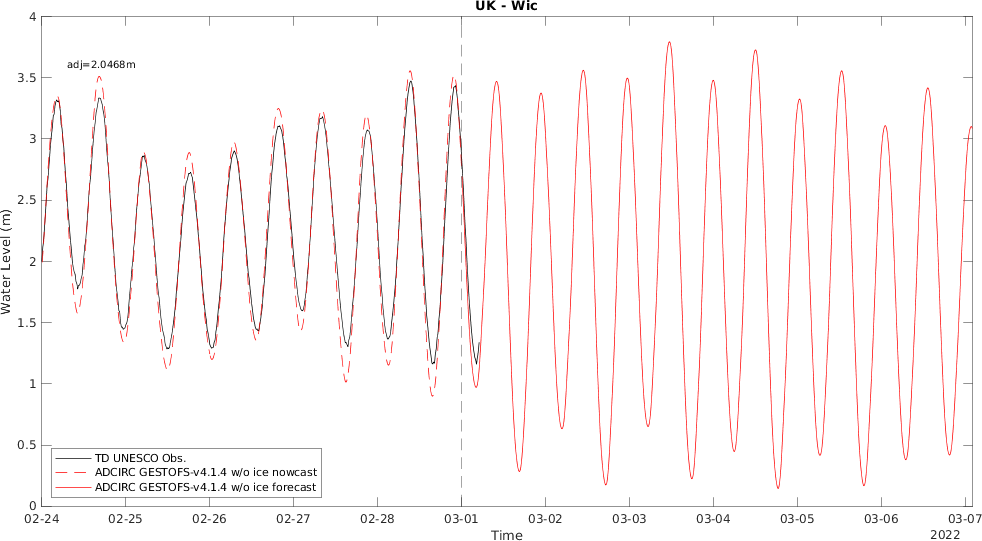 UK - Wic
adj=2.0468m
4
3.5
3
2.5
2
1.5
1
0.5
0
Water Level (m)
TD UNESCO Obs.
ADCIRC GESTOFS-v4.1.4 w/o ice nowcast
ADCIRC GESTOFS-v4.1.4 w/o ice forecast
02-24 02-25 02-26 02-27 02-28 03-01 03-02 03-03 03-04 03-05 03-06 03-07
Time
2022